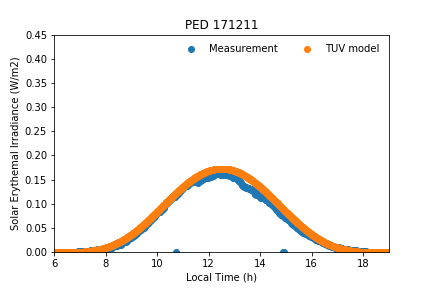 PED 171211
Measurement
TUV model
Solar Erythemal Irradiance (W/m2)
0.45
0.40
0.35
0.30
0.25
0.20
0.15
0.10
0.05
0.00
6 8 10 12 14 16 18
Local Time (h)